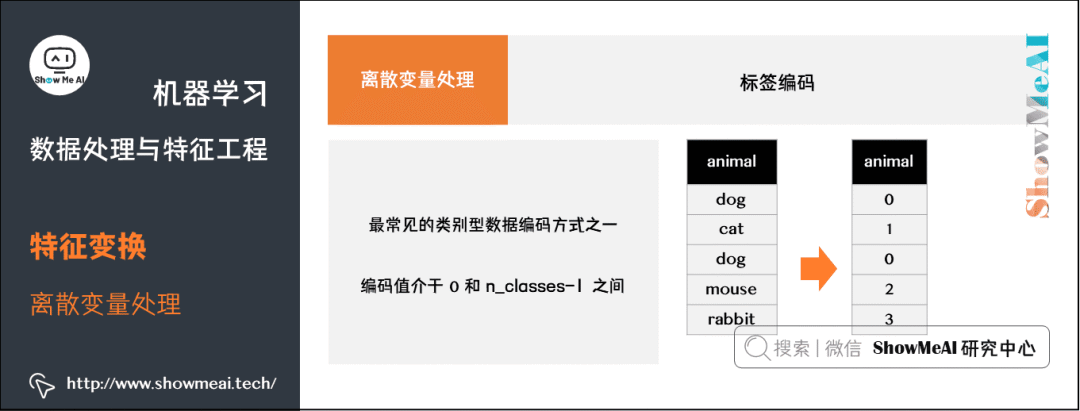 AI
Show Me AI
机器学习
数据处理与特征工程
特征变换
离散变量处理
http://www.showmeai.tech/
离散变量处理
标签编码
最常见的类别型数据编码方式之一
编码值介于 0 和 n_classes-1 之间
animal
dog
cat
dog
mouse
rabbit
animal
0
1
0
2
3
搜索 | 微信 ShowMeAI 研究中心
ShowMeAI